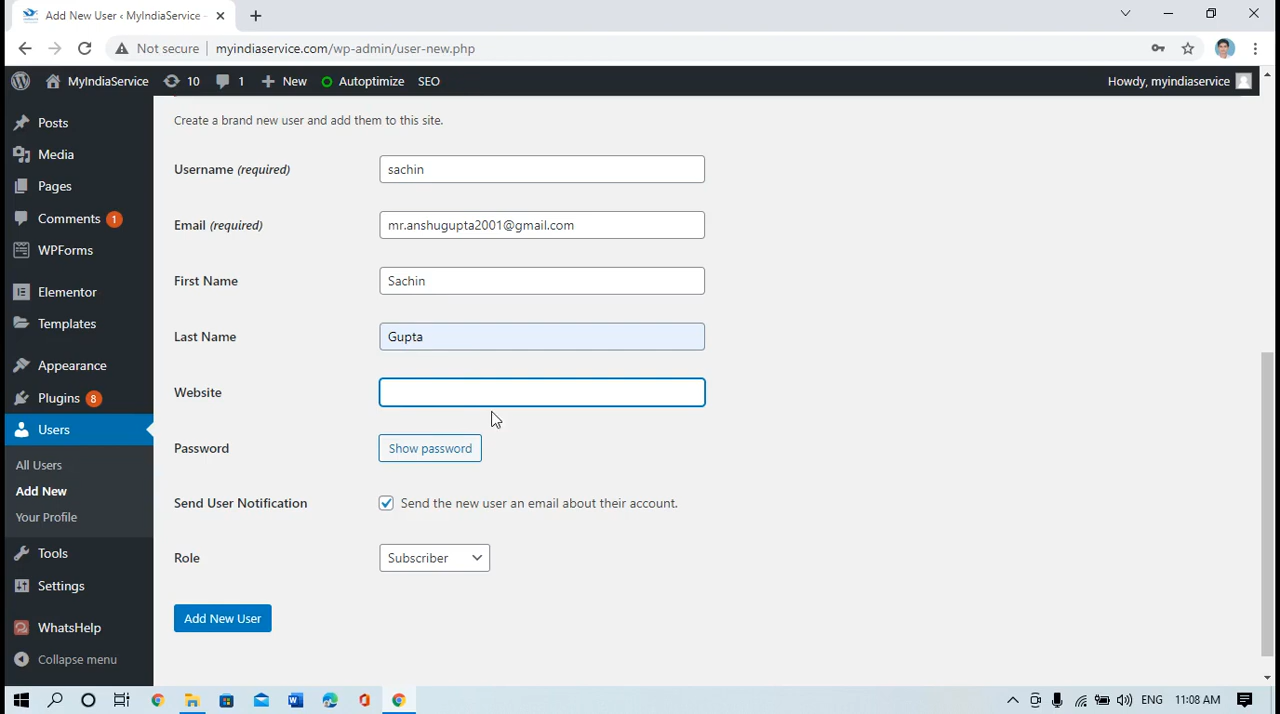 Add New User ‹ MyIndiaService -
Not secure myindiaservice.com/wp-admin/user-new.php
MyIndiaService 10 1 New Autoptimize SEO Howdy, myindiaservice
Posts
Media
Pages
Comments 1
WPForms
Elementor
Templates
Appearance
Plugins 8
Users
All Users
Add New
Your Profile
Tools
Settings
WhatsHelp
Collapse menu
Create a brand new user and add them to this site.
Username (required) sachin
Email (required) mr.anshugupta2001@gmail.com
First Name Sachin
Last Name Gupta
Website
Password Show password
Send User Notification Send the new user an email about their account.
Role Subscriber
Add New User
ENG 11:08 AM